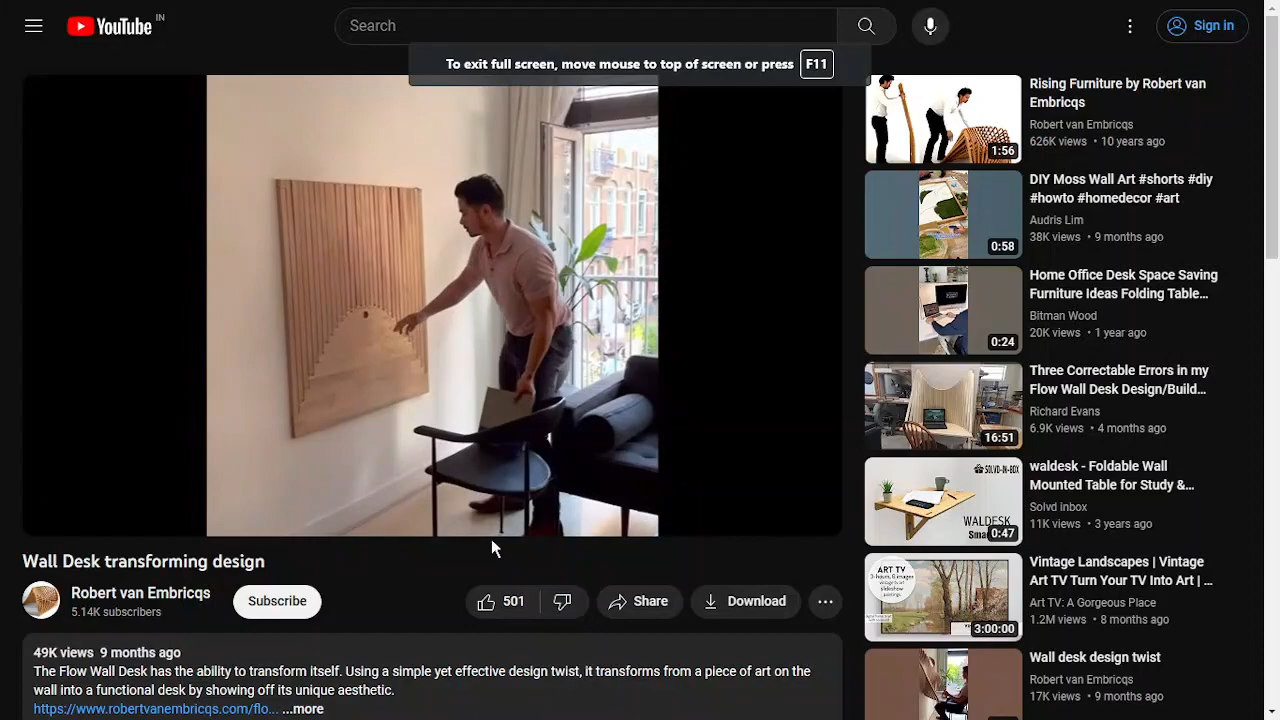 YouTube IN
Search
Sign in
To exit full screen, move mouse to top of screen or press F11
Wall Desk transforming design
Robert van Embricqs
5.14K subscribers
Subscribe
501
Share
Download
49K views 9 months ago
The Flow Wall Desk has the ability to transform itself. Using a simple yet effective design twist, it transforms from a piece of art on the
wall into a functional desk by showing off its unique aesthetic.
https://www.robertvanembricqs.com/flo... ...more
1:56
Rising Furniture by Robert van
Embricqs
Robert van Embricqs
626K views • 10 years ago
0:58
DIY Moss Wall Art #shorts #diy
#howto #homedecor #art
Audris Lim
38K views • 9 months ago
0:24
Home Office Desk Space Saving
Furniture Ideas Folding Table...
Bitman Wood
20K views • 1 year ago
16:51
Three Correctable Errors in my
Flow Wall Desk Design/Build...
Richard Evans
6.9K views • 4 months ago
SOLVD-IN-BOX
WALDESK
0:47
waldesk - Foldable Wall
Mounted Table for Study &...
Solvd Inbox
11K views • 3 years ago
ART TV
3-hours, 6 images
3:00:00
Vintage Landscapes | Vintage
Art TV Turn Your TV Into Art | ...
Art TV: A Gorgeous Place
1.2M views • 8 months ago
Wall desk design twist
Robert van Embricqs
17K views • 9 months ago